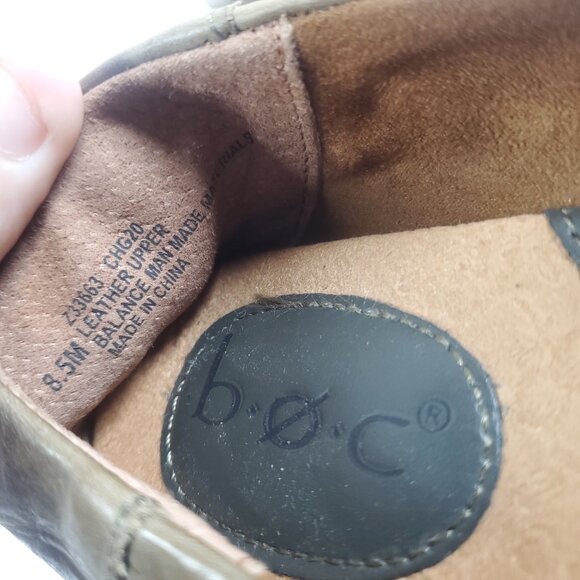 Z33663 CHG20
8.5M LEATHER UPPER
BALANCE MAN MADE MATERIALS
MADE IN CHINA
b·ø·c®